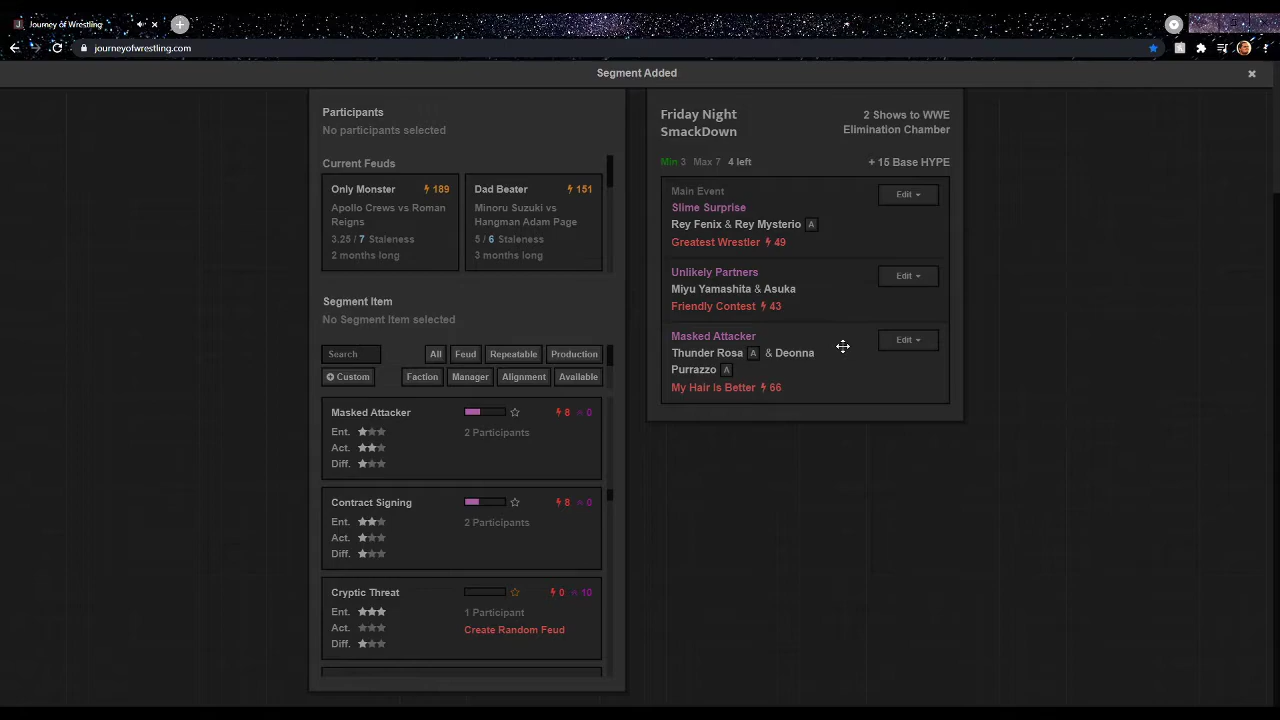 Journey of Wrestling
journeyofwrestling.com
Segment Added
Participants
No participants selected
Current Feuds
Only Monster 189
Apollo Crews vs Roman
Reigns
3.25 / 7 Staleness
2 months long
Dad Beater 151
Minoru Suzuki vs
Hangman Adam Page
5 / 6 Staleness
3 months long
Segment Item
No Segment Item selected
Search All Feud Repeatable Production
Custom Faction Manager Alignment Available
Masked Attacker 8 0
Ent. 2 Participants
Act.
Diff.
Contract Signing 8 0
Ent. 2 Participants
Act.
Diff.
Cryptic Threat 0 10
Ent. 1 Participant
Act. Create Random Feud
Diff.
Friday Night
SmackDown
2 Shows to WWE
Elimination Chamber
Min 3 Max 7 4 left + 15 Base HYPE
Main Event Edit
Slime Surprise
Rey Fenix & Rey Mysterio A
Greatest Wrestler 49
Unlikely Partners Edit
Miyu Yamashita & Asuka
Friendly Contest 43
Masked Attacker Edit
Thunder Rosa A & Deonna
Purrazzo A
My Hair Is Better 66